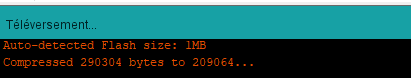 Téléversement...
Auto-detected Flash size: 1MB
Compressed 290304 bytes to 209064...